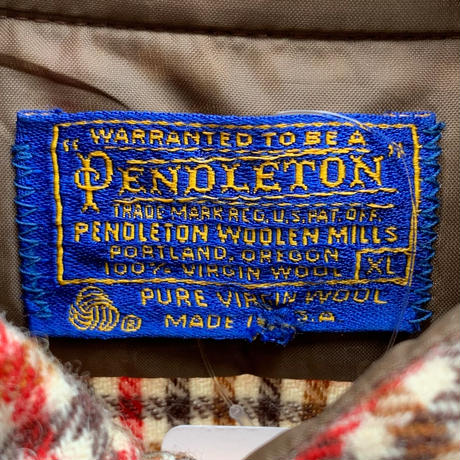 WARRANTED TO BE A
"PENDLETON"
TRADE MARK REG. U.S. PAT. OFF.
PENDLETON WOOLEN MILLS
PORTLAND, OREGON
100% VIRGIN WOOL XL
PURE VIRGIN WOOL
® MADE IN U.S.A